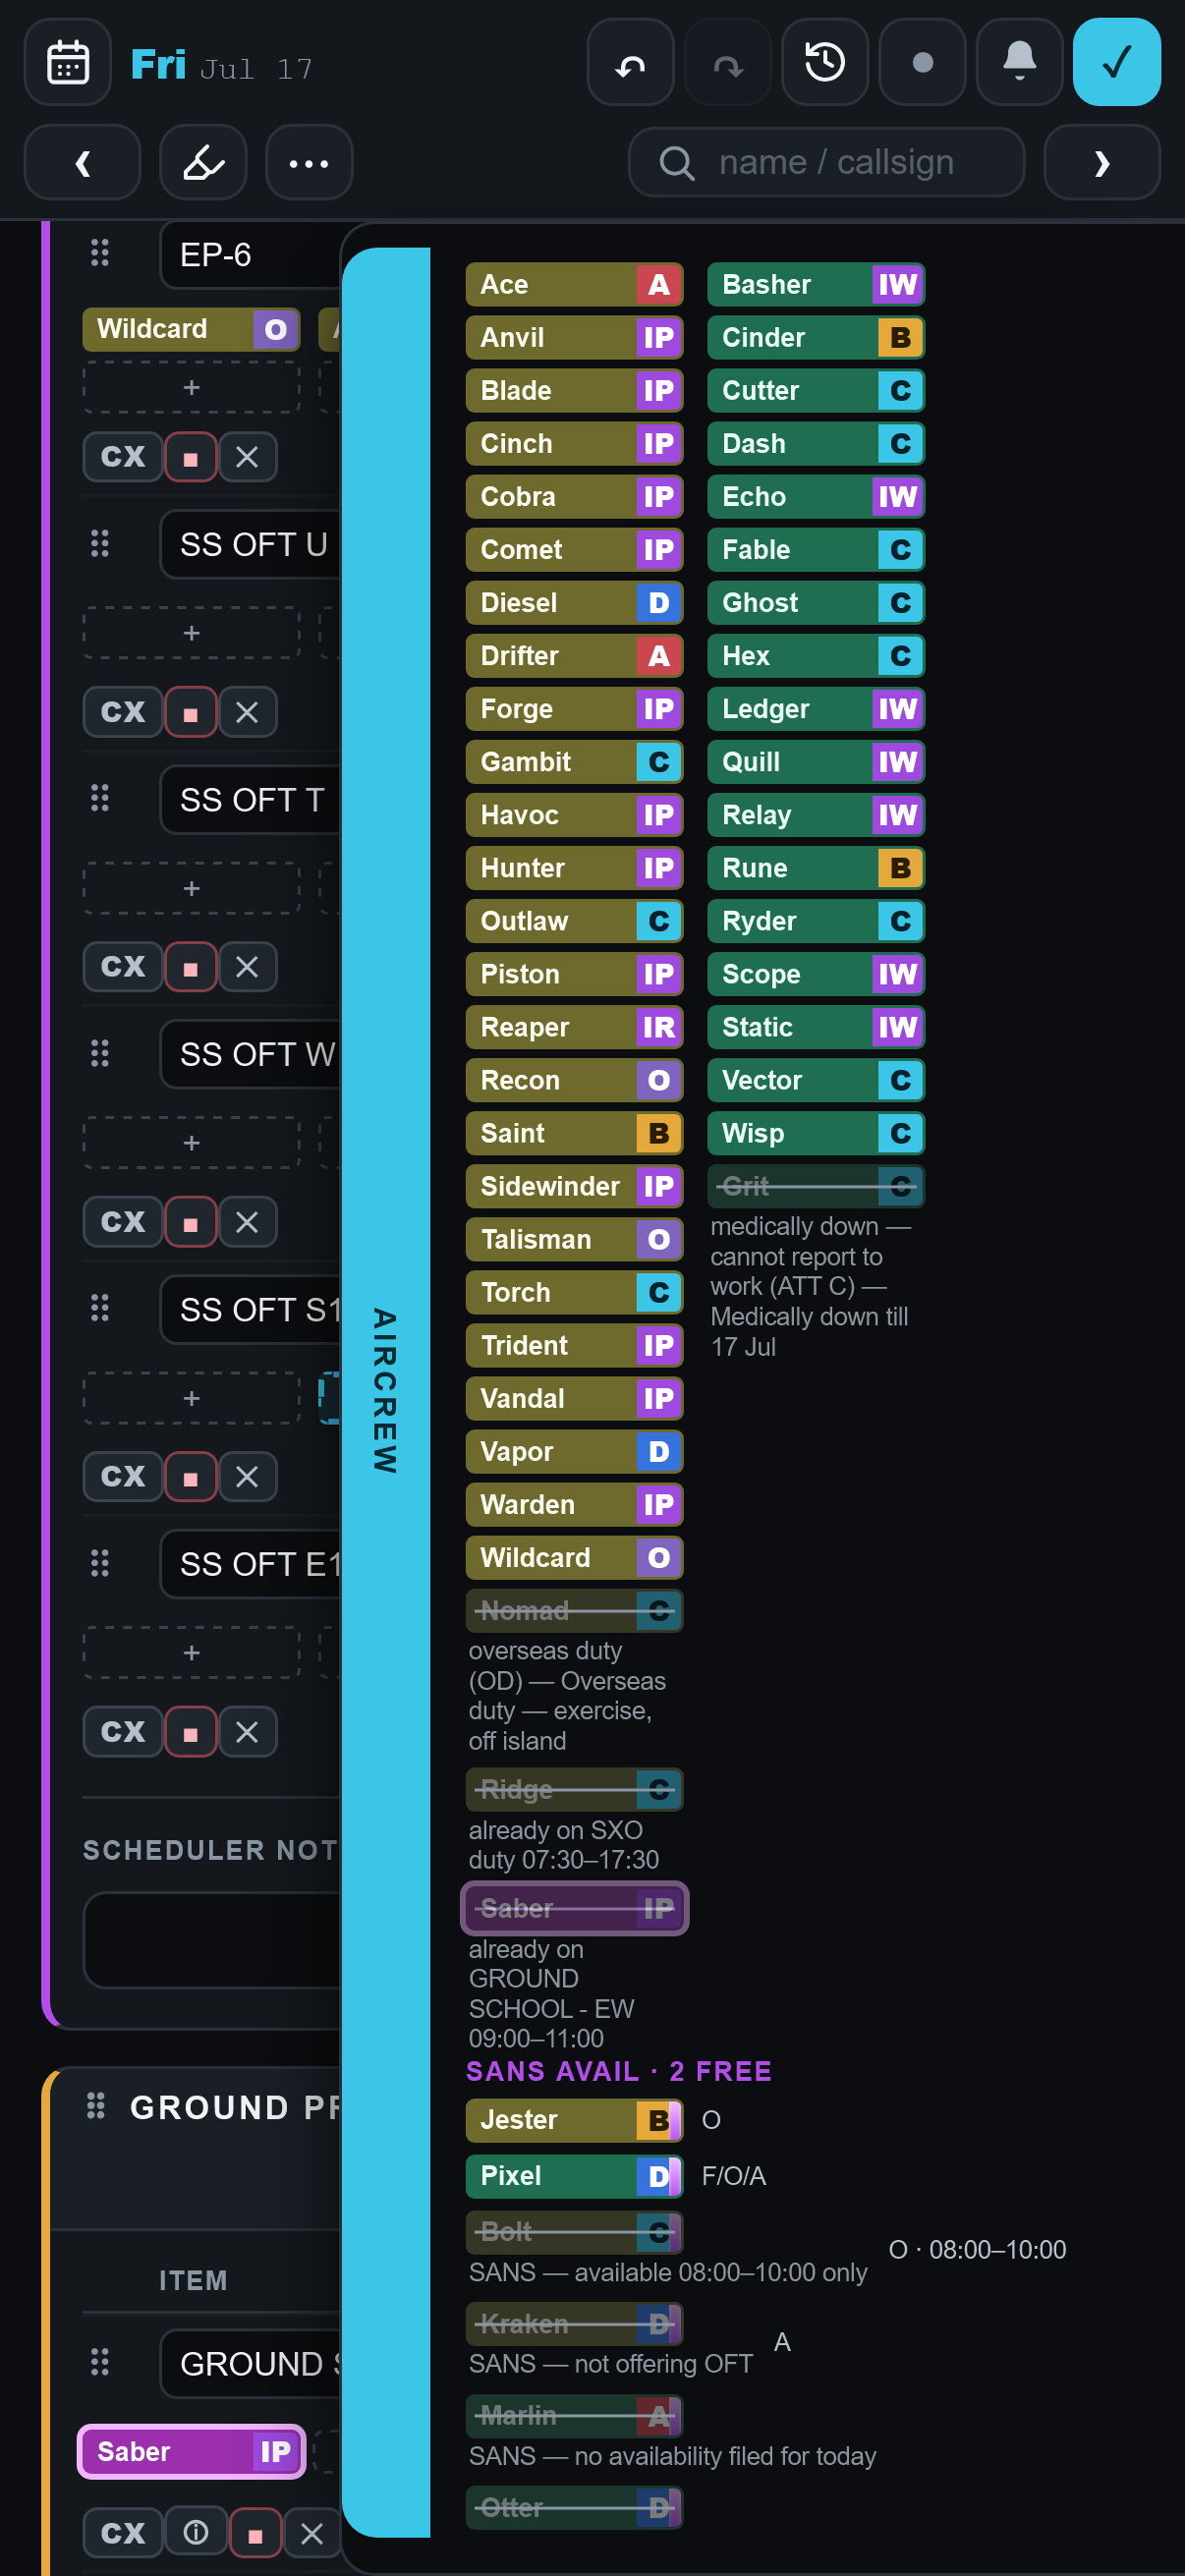 Fri Jul 17
name / callsign
EP-6
Wildcard O
+
CX
SS OFT U
+
CX
SS OFT T
+
CX
SS OFT W
+
CX
SS OFT S1
+
CX
SS OFT E1
+
CX
SCHEDULER NOT
GROUND PR
ITEM
GROUND S
Saber IP
CX
AIRCREW
Ace A
Anvil IP
Blade IP
Cinch IP
Cobra IP
Comet IP
Diesel D
Drifter A
Forge IP
Gambit C
Havoc IP
Hunter IP
Outlaw C
Piston IP
Reaper IR
Recon O
Saint B
Sidewinder IP
Talisman O
Torch C
Trident IP
Vandal IP
Vapor D
Warden IP
Wildcard O
Nomad C
overseas duty
(OD) — Overseas
duty — exercise,
off island
Ridge C
already on SXO
duty 07:30–17:30
Saber IP
already on
GROUND
SCHOOL - EW
09:00–11:00
Basher IW
Cinder B
Cutter C
Dash C
Echo IW
Fable C
Ghost C
Hex C
Ledger IW
Quill IW
Relay IW
Rune B
Ryder C
Scope IW
Static IW
Vector C
Wisp C
Grit C
medically down —
cannot report to
work (ATT C) —
Medically down till
17 Jul
SANS AVAIL · 2 FREE
Jester B O
Pixel D F/O/A
Bolt C
SANS — available 08:00–10:00 only
O · 08:00–10:00
Kraken D
SANS — not offering OFT
A
Marlin A
SANS — no availability filed for today
Otter D